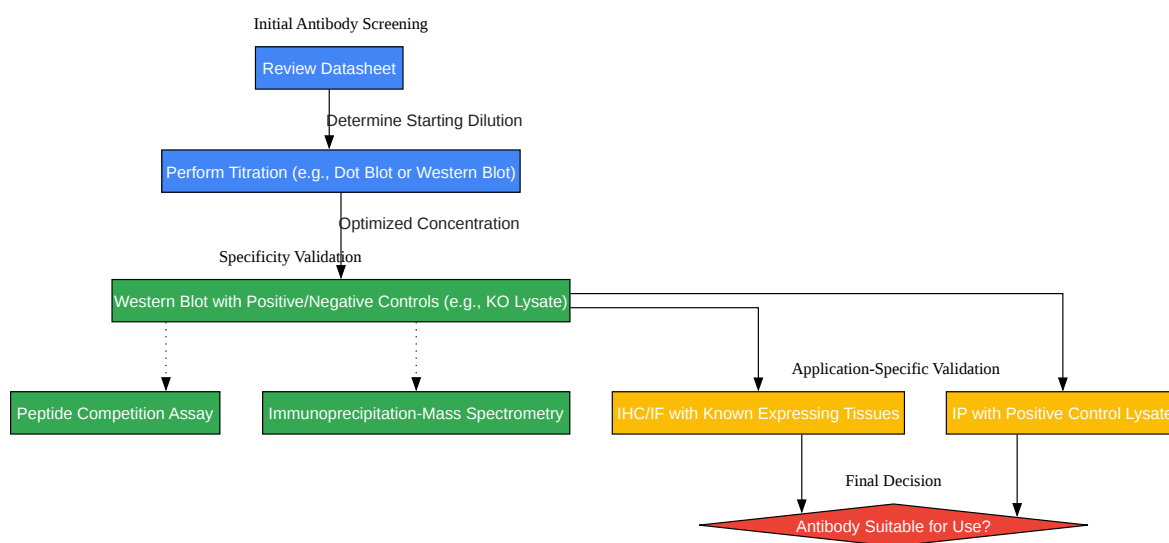 Initial Antibody Screening
Review Datasheet
Determine Starting Dilution
Perform Titration (e.g., Dot Blot or Western Blot)
Optimized Concentration
Specificity Validation
Western Blot with Positive/Negative Controls (e.g., KO Lysate)
Application-Specific Validation
Peptide Competition Assay
Immunoprecipitation-Mass Spectrometry
IHC/IF with Known Expressing Tissues
IP with Positive Control Lysate
Final Decision
Antibody Suitable for Use?